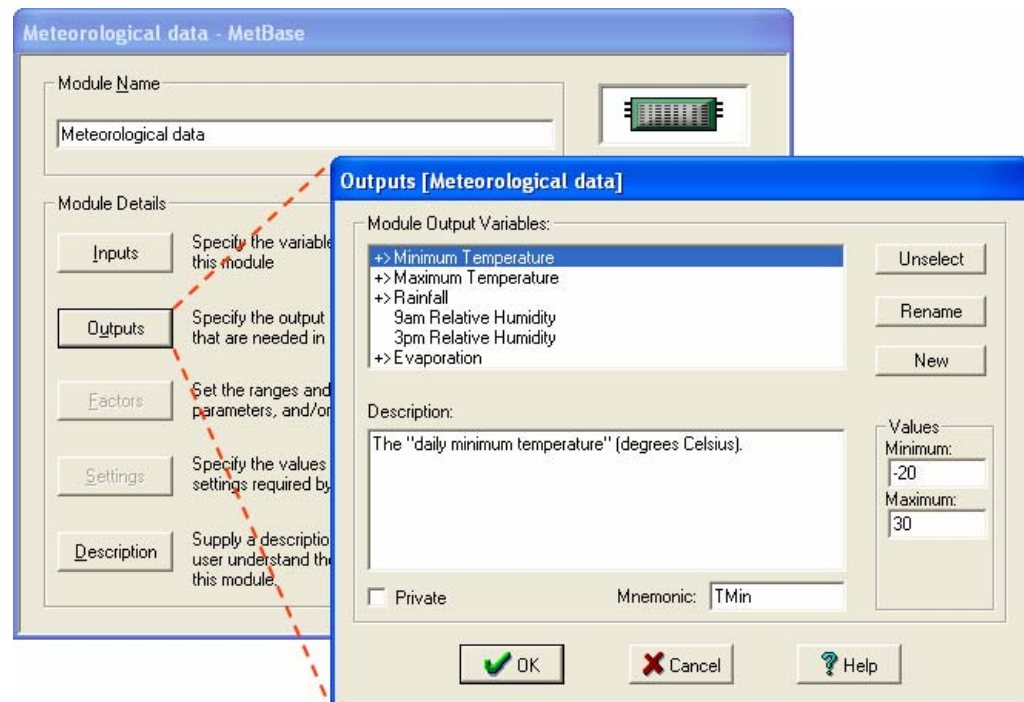 Meteorological data - MetBase
Module Name
Meteorological data
Module Details
Inputs
Specify the variable
this module
Outputs
Specify the output
that are needed in
Factors
Set the ranges and
parameters, and/or
Settings
Specify the values
settings required by
Description
Supply a descriptio
user understand the
this module.
Outputs [Meteorological data]
Module Output Variables:
+> Minimum Temperature
+> Maximum Temperature
+> Rainfall
9am Relative Humidity
3pm Relative Humidity
+> Evaporation
Unselect
Rename
New
Description:
The "daily minimum temperature" (degrees Celsius).
Values
Minimum:
-20
Maximum:
30
Private
Mnemonic: TMin
OK
Cancel
Help